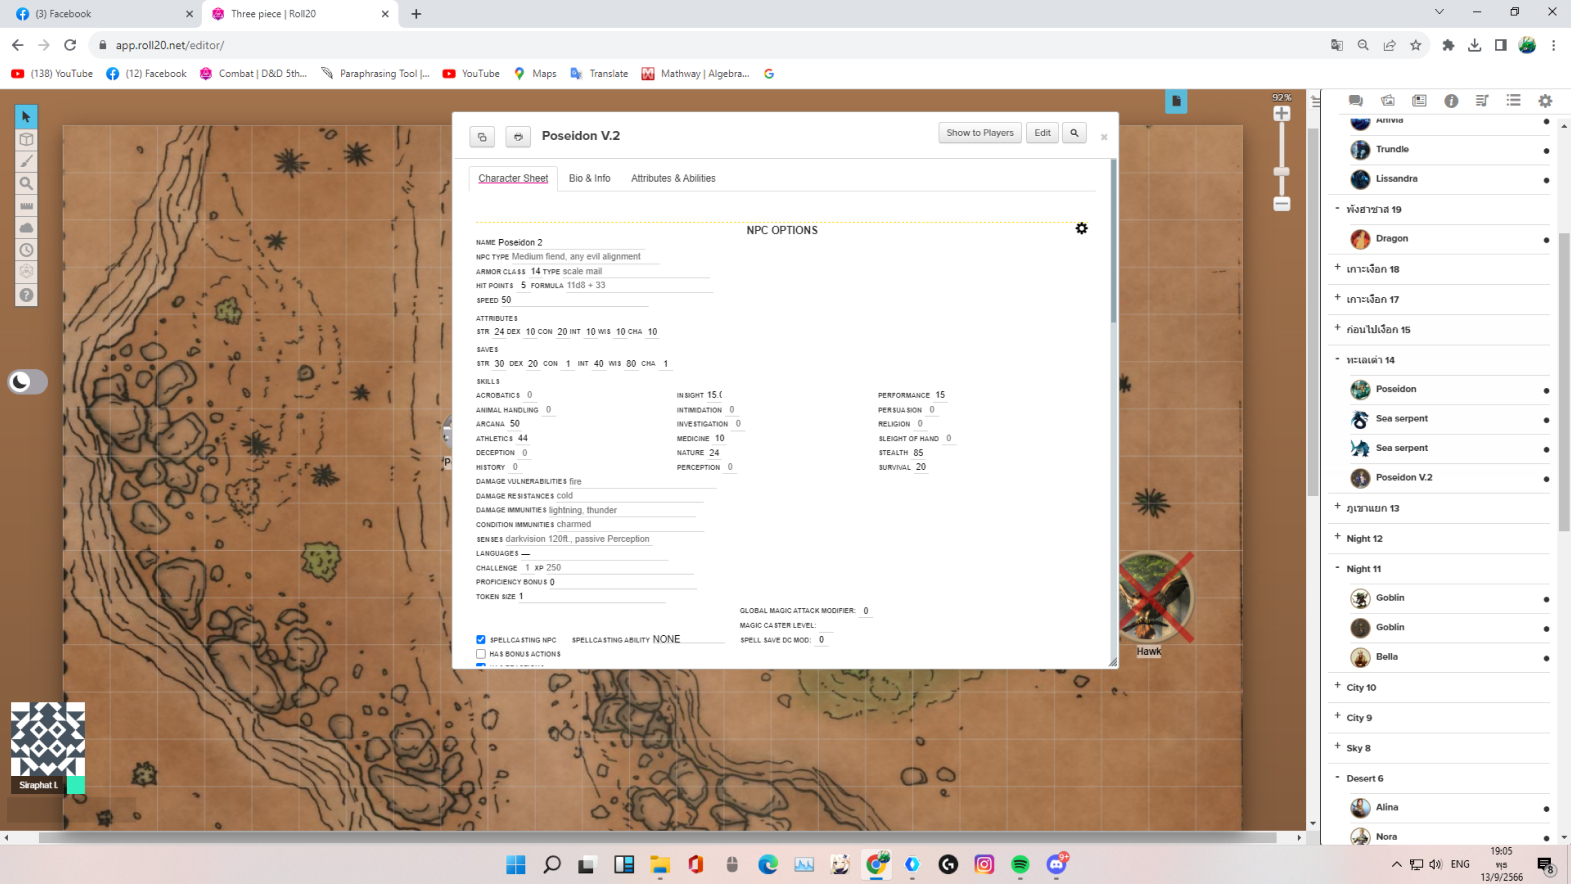 (3) Facebook
Three piece | Roll20
app.roll20.net/editor/
(138) YouTube
(12) Facebook
Combat | D&D 5th...
Paraphrasing Tool |...
YouTube
Maps
Translate
Mathway | Algebra...
92%
Poseidon V.2
Show to Players
Edit
Character Sheet
Bio & Info
Attributes & Abilities
NPC OPTIONS
NAME Poseidon 2
NPC TYPE Medium fiend, any evil alignment
ARMOR CLASS 14 TYPE scale mail
HIT POINTS 5 FORMULA 11d8 + 33
SPEED 50
ATTRIBUTES
STR 24 DEX 10 CON 20 INT 10 WIS 10 CHA 10
SAVES
STR 30 DEX 20 CON 1 INT 40 WIS 80 CHA 1
SKILLS
ACROBATICS 0
ANIMAL HANDLING 0
ARCANA 50
ATHLETICS 44
DECEPTION 0
HISTORY 0
INSIGHT 15.
INTIMIDATION 0
INVESTIGATION 0
MEDICINE 10
NATURE 24
PERCEPTION 0
PERFORMANCE 15
PERSUASION 0
RELIGION 0
SLEIGHT OF HAND 0
STEALTH 85
SURVIVAL 20
DAMAGE VULNERABILITIES fire
DAMAGE RESISTANCES cold
DAMAGE IMMUNITIES lightning, thunder
CONDITION IMMUNITIES charmed
SENSES darkvision 120ft., passive Perception
LANGUAGES —
CHALLENGE 1 XP 250
PROFICIENCY BONUS 0
TOKEN SIZE 1
GLOBAL MAGIC ATTACK MODIFIER: 0
MAGIC CASTER LEVEL:
SPELLCASTING NPC SPELLCASTING ABILITY NONE SPELL SAVE DC MOD: 0
HAS BONUS ACTIONS
Hawk
Siraphat I.
Anivia
Trundle
Lissandra
- พังฮาซาส 19
Dragon
+ เกาะเงือก 18
+ เกาะเงือก 17
+ ก่อนไปเงือก 15
- ทะเลเต่า 14
Poseidon
Sea serpent
Sea serpent
Poseidon V.2
+ ภูเขาแยก 13
+ Night 12
- Night 11
Goblin
Goblin
Bella
+ City 10
+ City 9
+ Sky 8
- Desert 6
Alina
Nora
9+
ENG
19:05
พุธ
13/9/2566
8